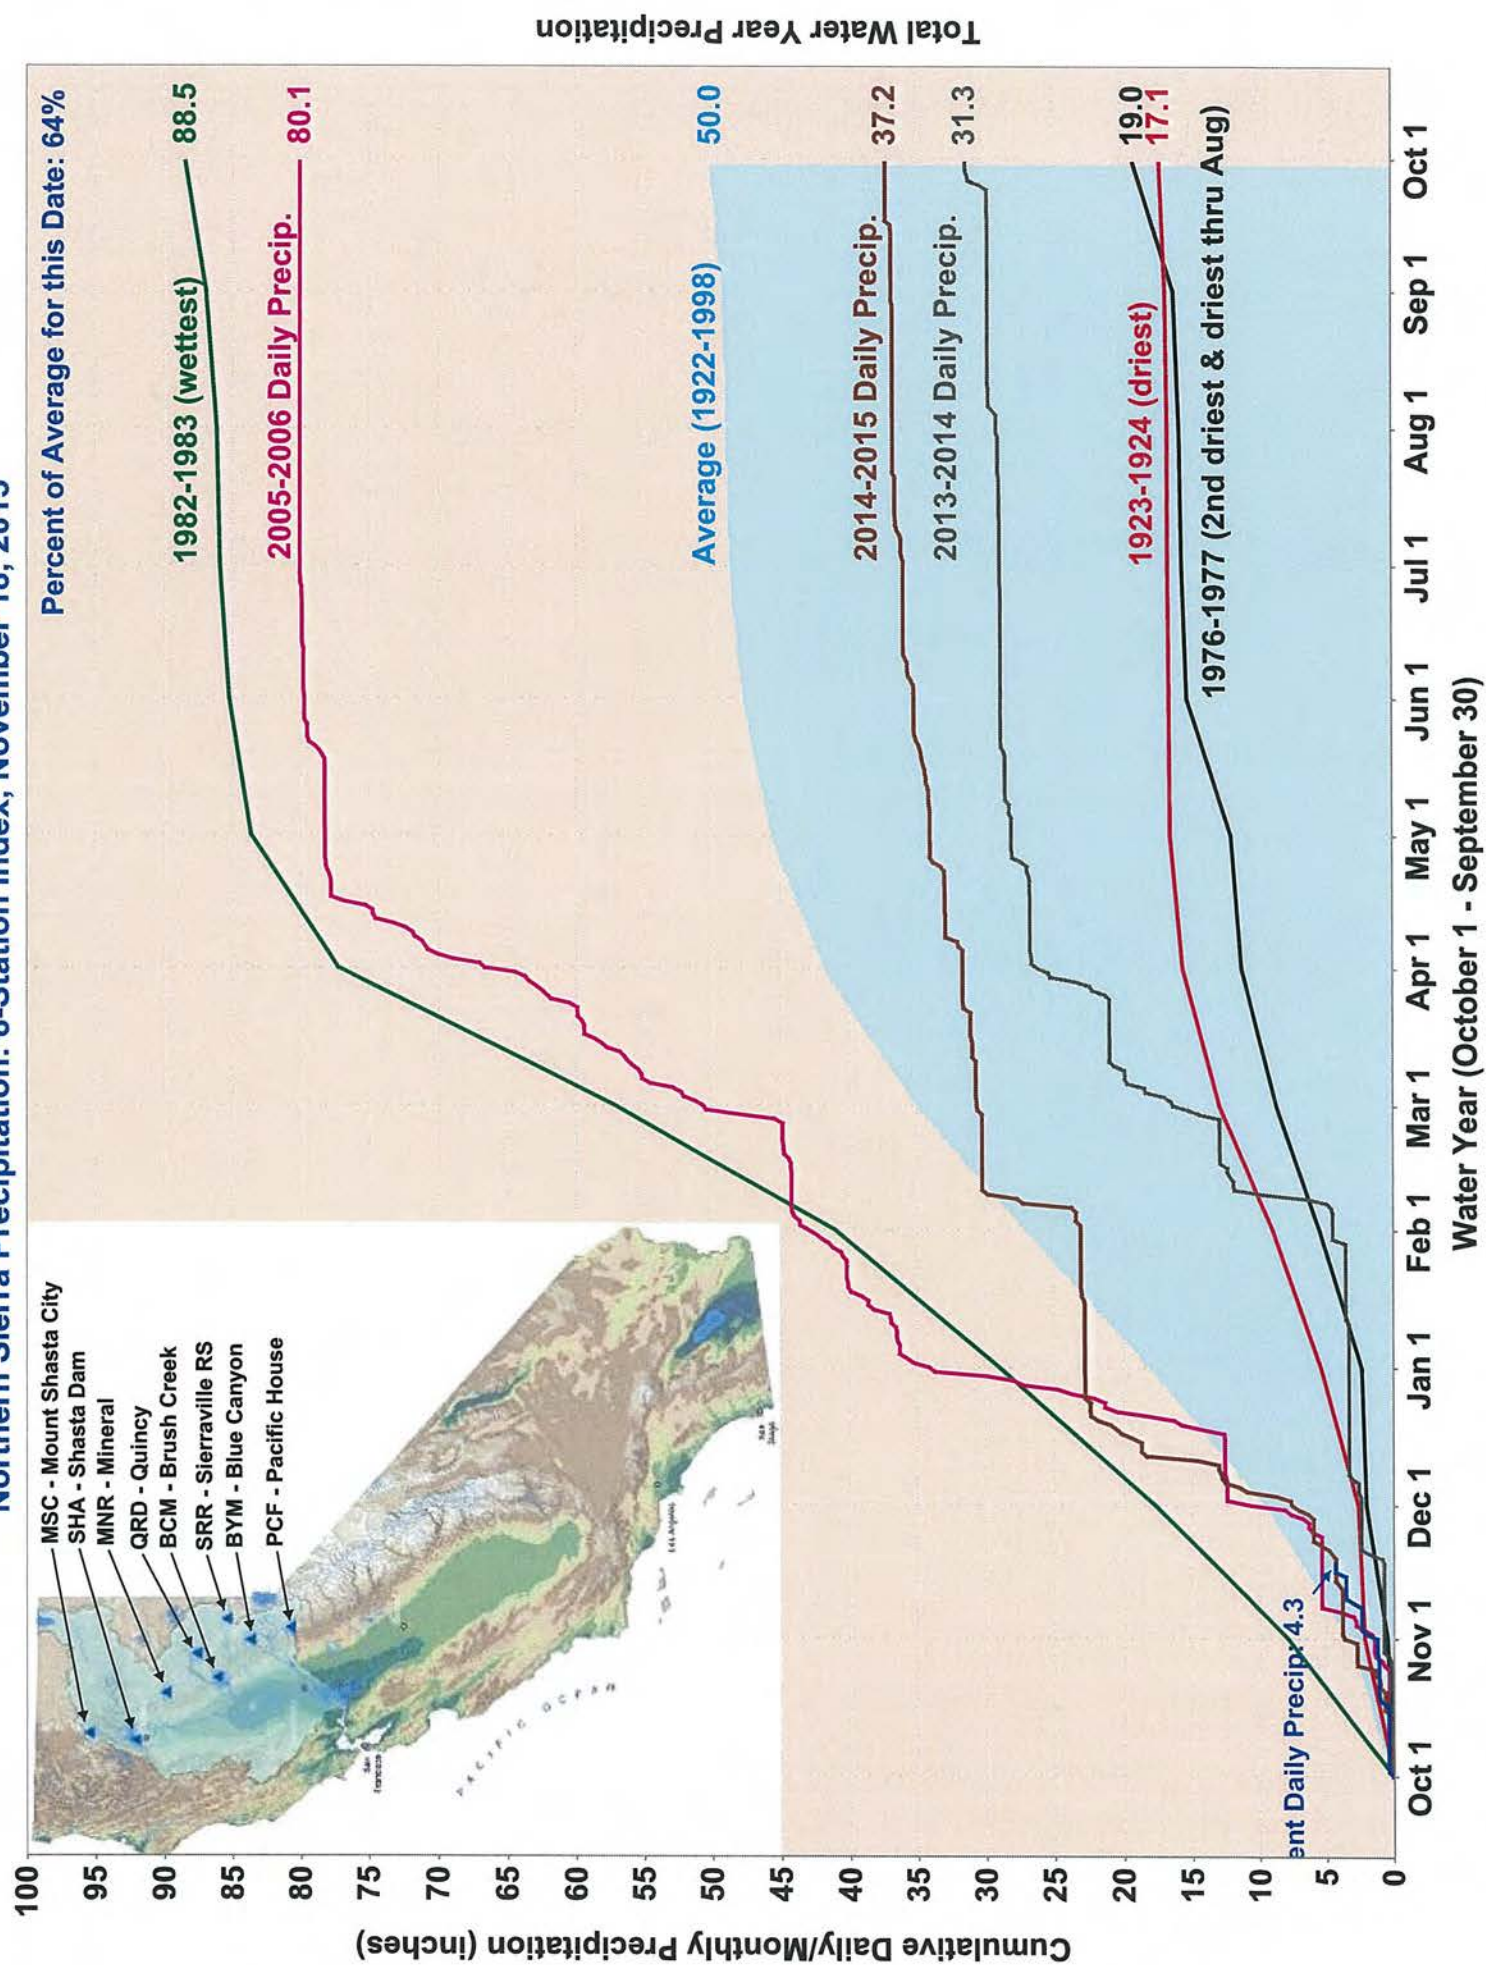 Northern Sierra Precipitation: 8-Station Index, November 16, 2015
Percent of Average for this Date: 64%
MSC - Mount Shasta City
SHA - Shasta Dam
MNR - Mineral
QRD - Quincy
BCM - Brush Creek
SRR - Sierraville RS
BYM - Blue Canyon
PCF - Pacific House
San
Francisco
Los Angeles
San
Diego
PACIFIC OCEAN
1982-1983 (wettest)
88.5
2005-2006 Daily Precip.
80.1
Average (1922-1998)
50.0
2014-2015 Daily Precip.
37.2
2013-2014 Daily Precip.
31.3
19.0
1923-1924 (driest)
17.1
1976-1977 (2nd driest & driest thru Aug)
ent Daily Precip: 4.3
Cumulative Daily/Monthly Precipitation (inches)
100
95
90
85
80
75
70
65
60
55
50
45
40
35
30
25
20
15
10
5
0
Total Water Year Precipitation
Oct 1 Nov 1 Dec 1 Jan 1 Feb 1 Mar 1 Apr 1 May 1 Jun 1 Jul 1 Aug 1 Sep 1 Oct 1
Water Year (October 1 - September 30)